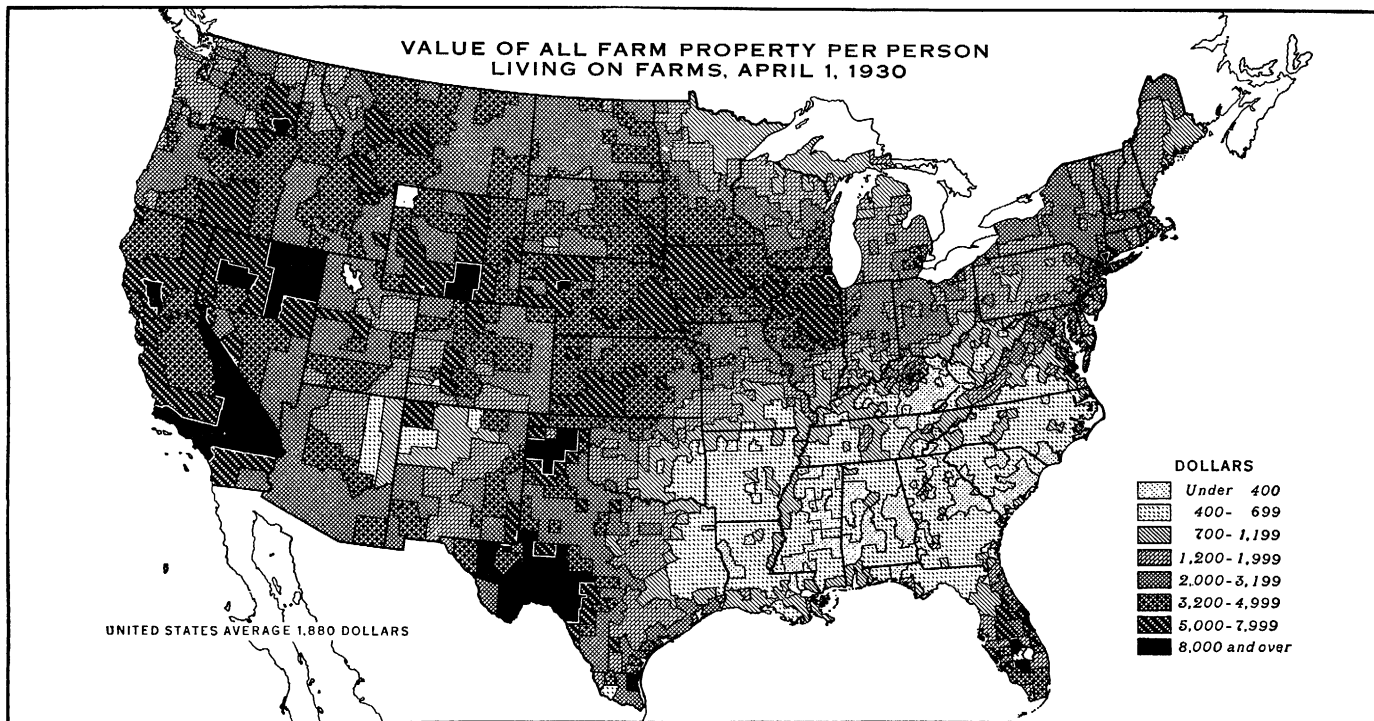 VALUE OF ALL FARM PROPERTY PER PERSON
LIVING ON FARMS, APRIL 1, 1930
DOLLARS
Under 400
400- 699
700-1,199
1,200-1,999
2,000-3,199
3,200-4,999
5,000-7,999
8,000 and over
UNITED STATES AVERAGE 1,880 DOLLARS